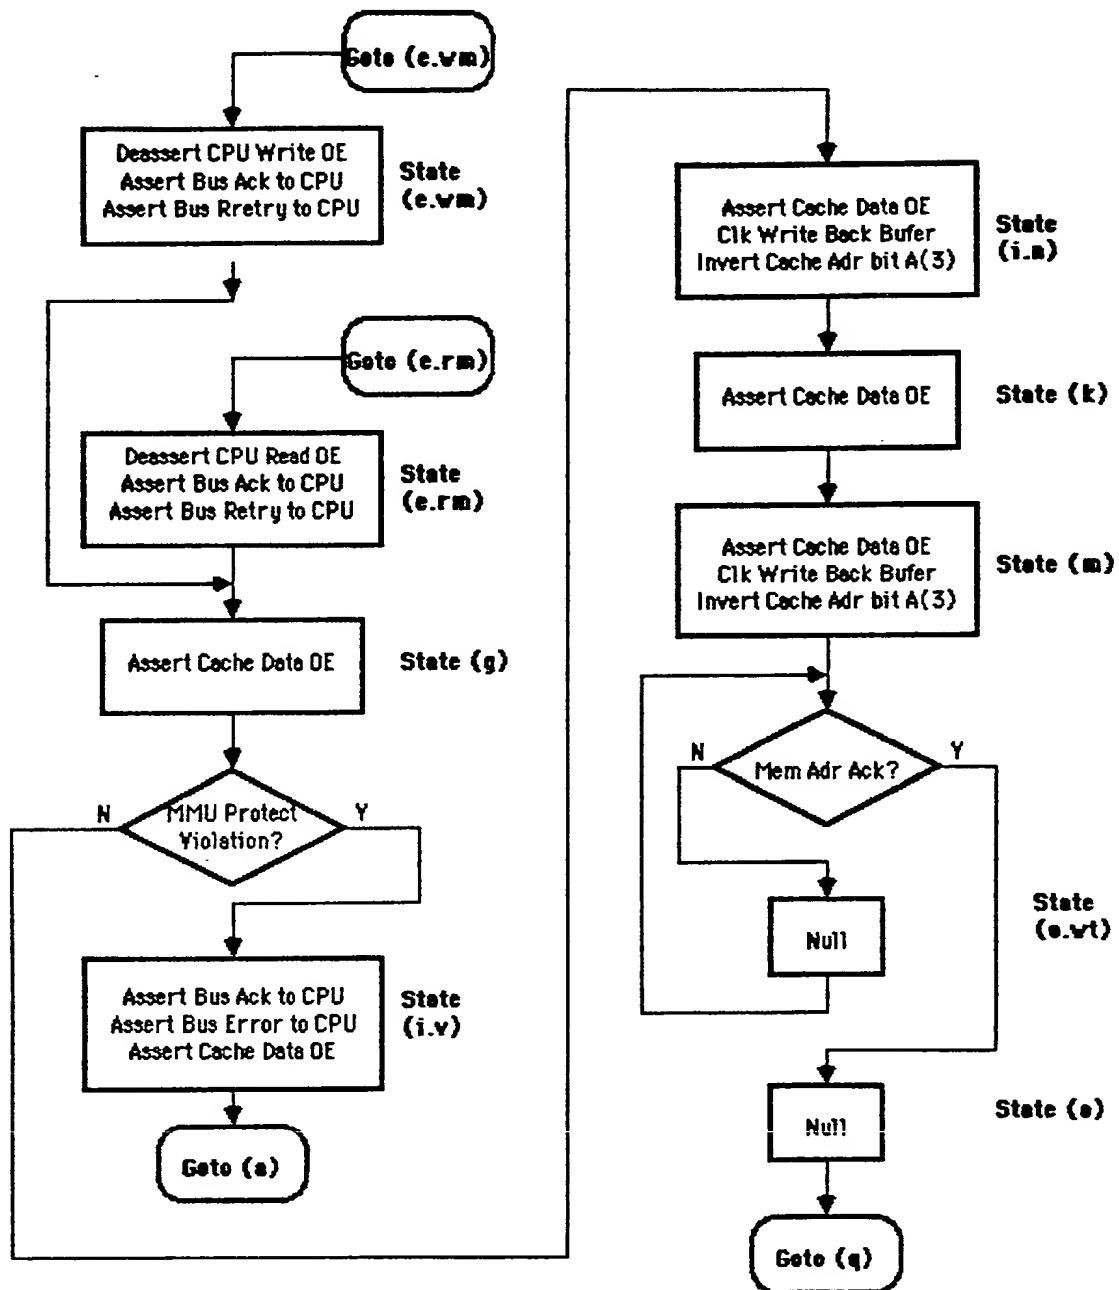 Goto (e.wm)
Deassert CPU Write OE
Assert Bus Ack to CPU
Assert Bus Rretry to CPU
State
(e.wm)
Goto (e.rm)
Deassert CPU Read OE
Assert Bus Ack to CPU
Assert Bus Retry to CPU
State
(e.rm)
Assert Cache Data OE
State (g)
MMU Protect
Violation?
N
Y
Assert Bus Ack to CPU
Assert Bus Error to CPU
Assert Cache Data OE
State
(i.v)
Goto (a)
Assert Cache Data OE
Clk Write Back Bufer
Invert Cache Adr bit A(3)
State
(i.n)
Assert Cache Data OE
State (k)
Assert Cache Data OE
Clk Write Back Bufer
Invert Cache Adr bit A(3)
State (m)
Mem Adr Ack?
N
Y
Null
State
(o.wt)
Null
State (o)
Goto (q)